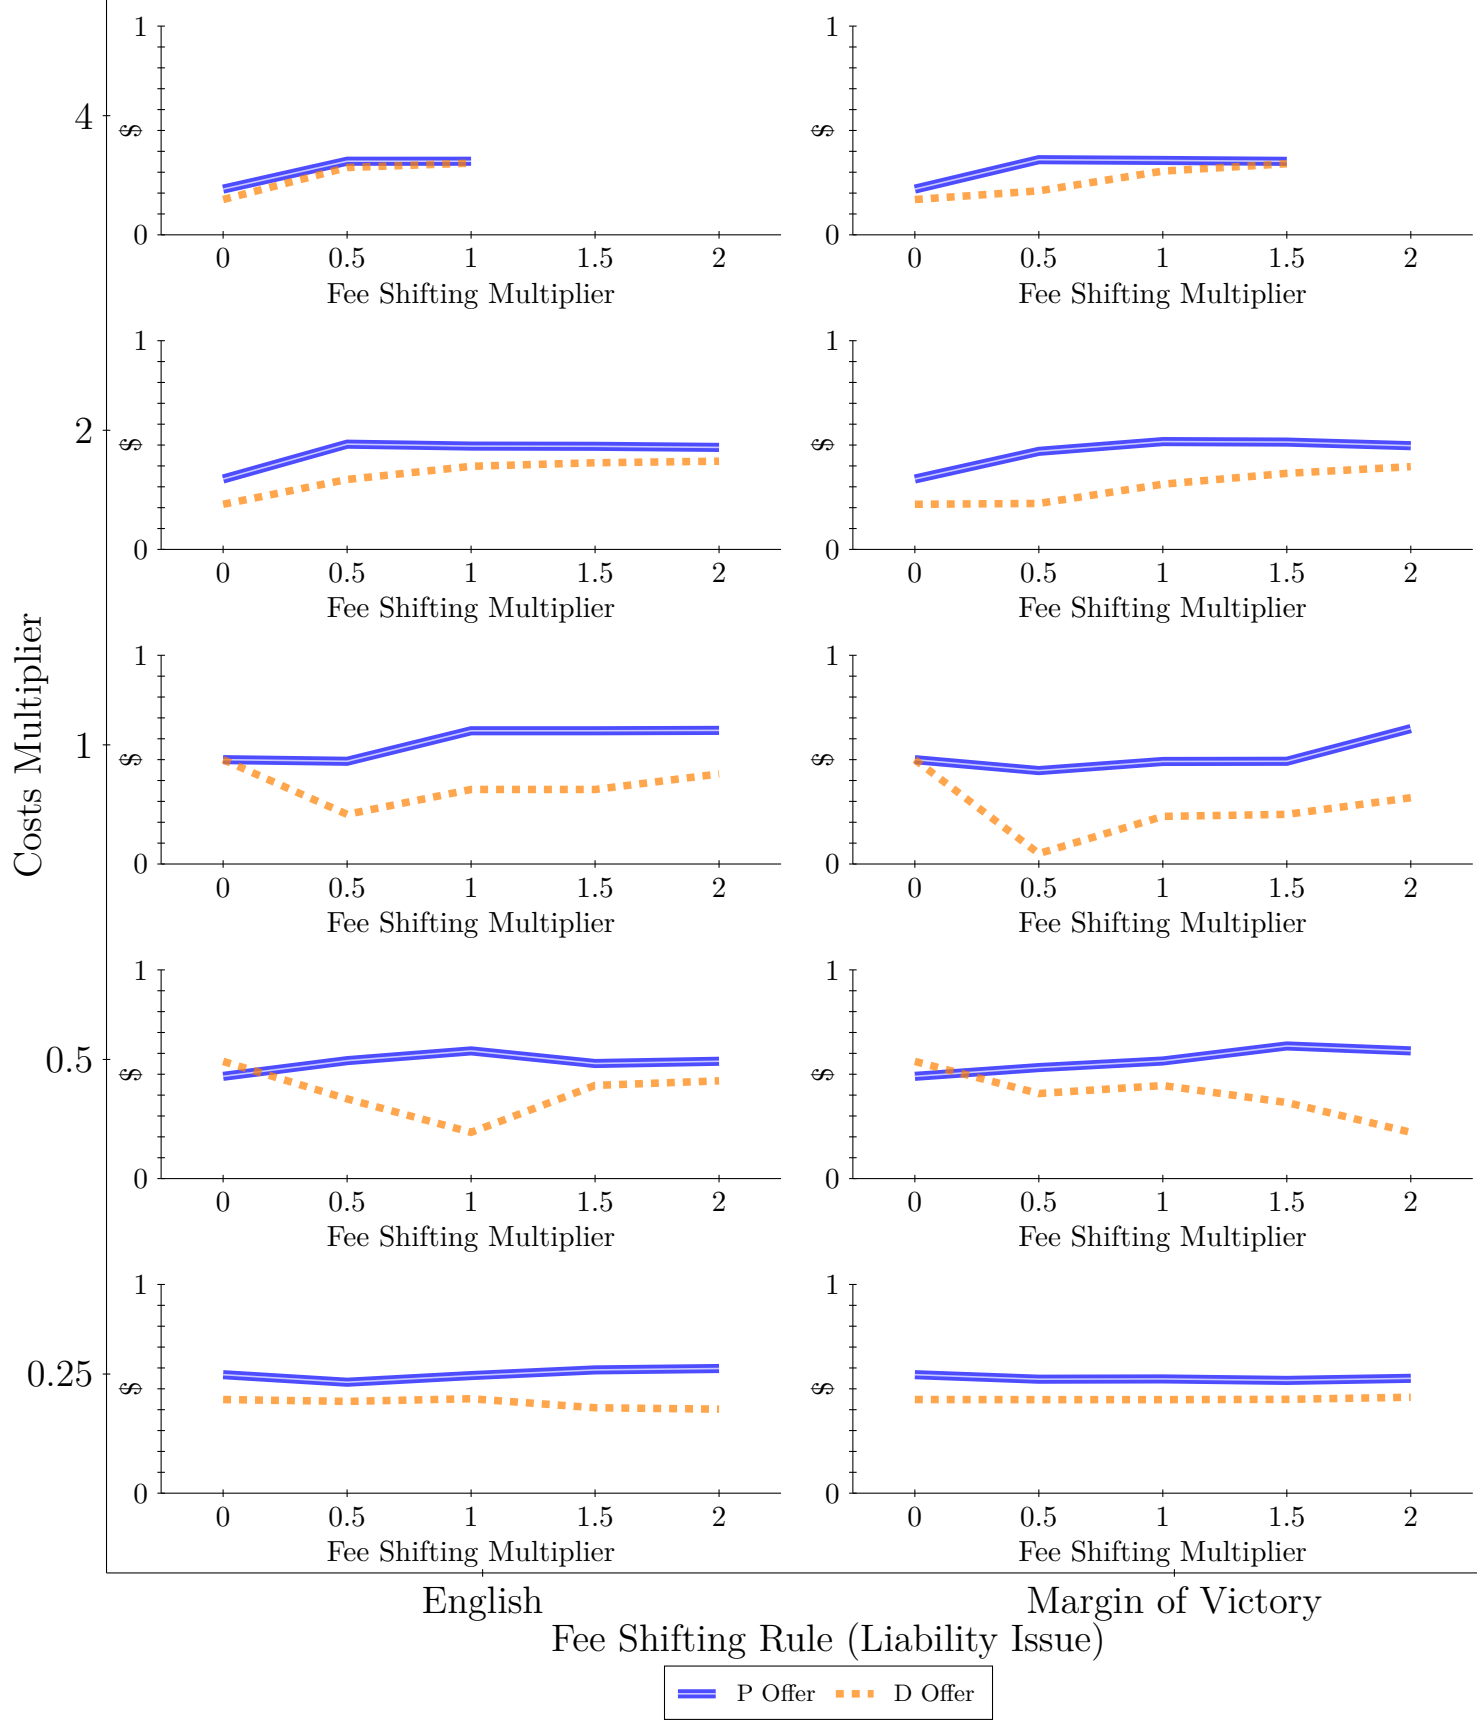 1 1
4 $ $
0 0
0 0.5 1 1.5 2 0 0.5 1 1.5 2
Fee Shifting Multiplier Fee Shifting Multiplier
1 1
2 $ $
0 0
0 0.5 1 1.5 2 0 0.5 1 1.5 2
Fee Shifting Multiplier Fee Shifting Multiplier
Costs Multiplier
1 1
1 $ $
0 0
0 0.5 1 1.5 2 0 0.5 1 1.5 2
Fee Shifting Multiplier Fee Shifting Multiplier
1 1
0.5 $ $
0 0
0 0.5 1 1.5 2 0 0.5 1 1.5 2
Fee Shifting Multiplier Fee Shifting Multiplier
1 1
0.25 $ $
0 0
0 0.5 1 1.5 2 0 0.5 1 1.5 2
Fee Shifting Multiplier Fee Shifting Multiplier
English Margin of Victory
Fee Shifting Rule (Liability Issue)
P Offer D Offer